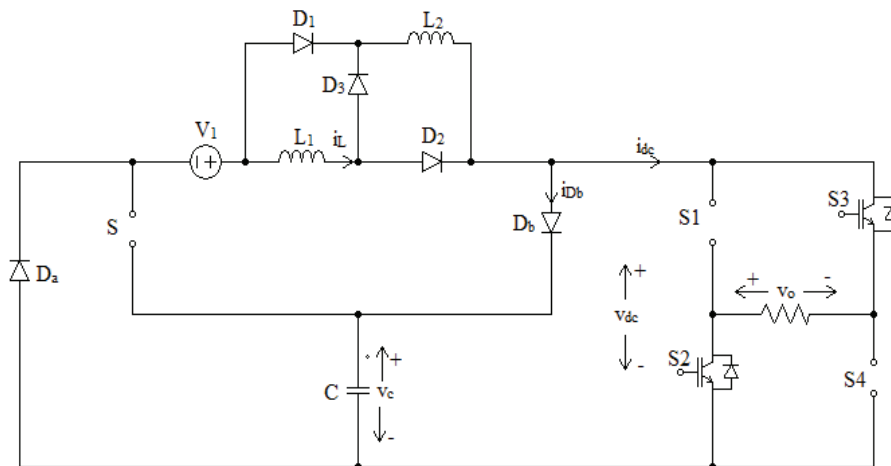 D1
L2
D3
V1
L1
iL
D2
idc
iDb
S3
S
S1
Db
Da
+
vo
-
+
vdc
-
+
S2
S4
C
vc
-